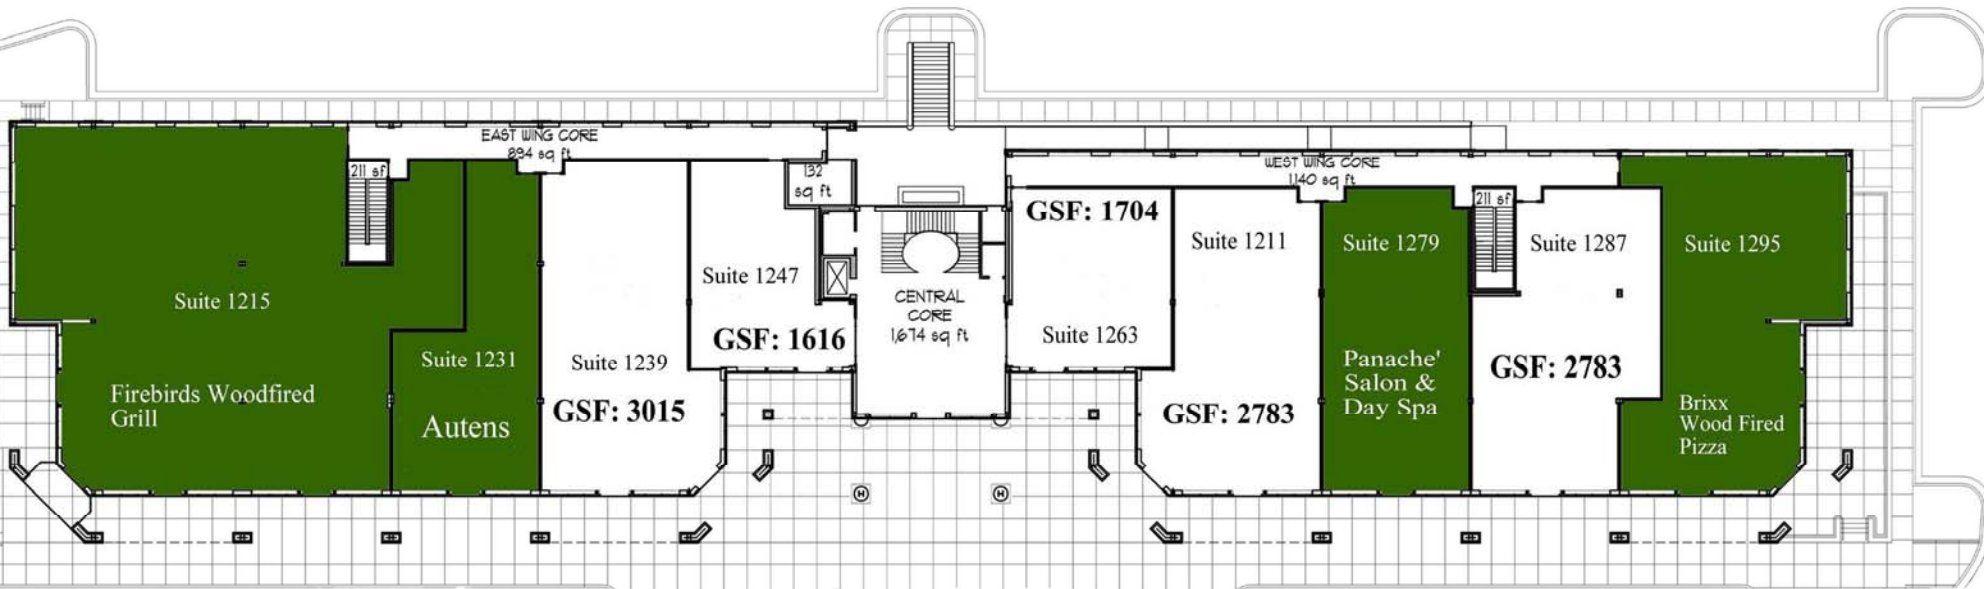 EAST WING CORE
894 sq ft
211 sf
132
sq ft
WEST WING CORE
1,140 sq ft
211 sf
Suite 1215
Firebirds Woodfired
Grill
Suite 1231
Autens
Suite 1239
GSF: 3015
Suite 1247
GSF: 1616
CENTRAL
CORE
1,674 sq ft
GSF: 1704
Suite 1263
Suite 1211
GSF: 2783
Suite 1279
Panache'
Salon &
Day Spa
Suite 1287
GSF: 2783
Suite 1295
Brixx
Wood Fired
Pizza
H
H